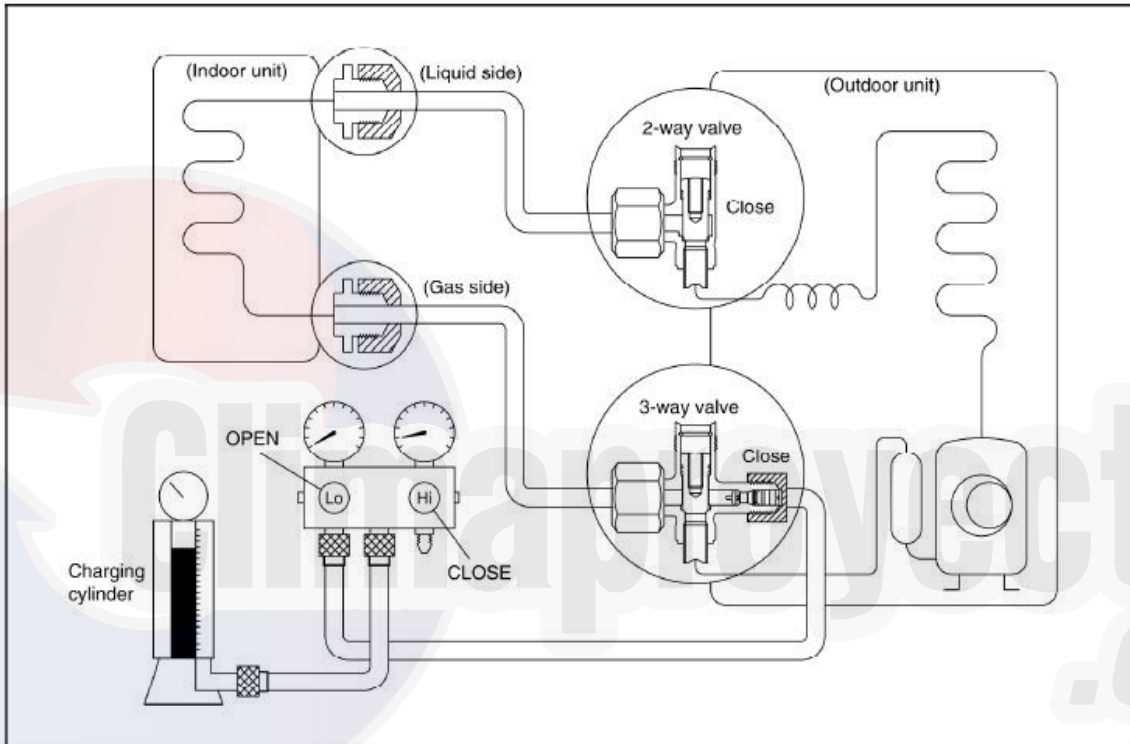 (Indoor unit)
(Liquid side)
(Outdoor unit)
2-way valve
Close
(Gas side)
3-way valve
Close
OPEN
Lo
Hi
CLOSE
Charging
cylinder
Climaproyect
.c